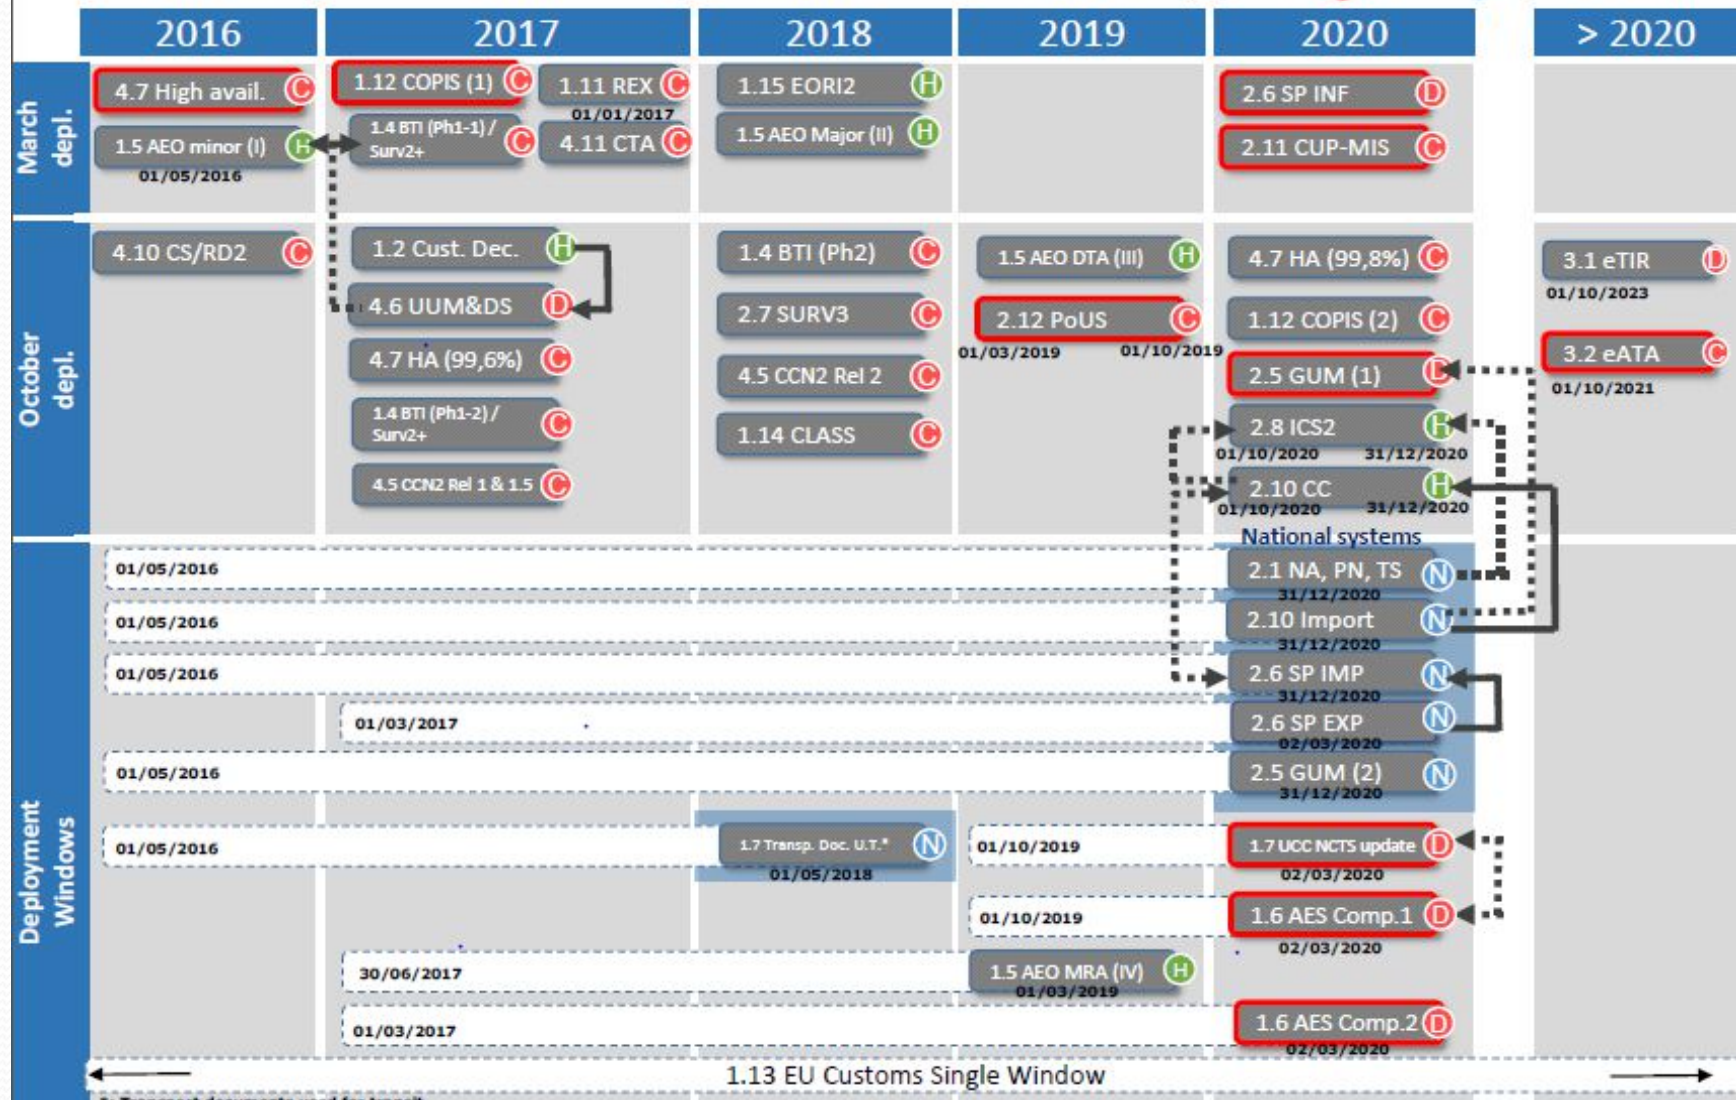 2016
2017
2018
2019
2020
> 2020
March depl.
4.7 High avail. C
1.5 AEO minor (I) H
01/05/2016
1.12 COPIS (1) C
1.11 REX C
01/01/2017
1.4 BTI (Ph1-1) /
Surv2+ C
4.11 CTA C
1.15 EORI2 H
1.5 AEO Major (II) H
2.6 SP INF D
2.11 CUP-MIS C
October depl.
4.10 CS/RD2 C
1.2 Cust. Dec. H
4.6 UUM&DS D
4.7 HA (99,6%) C
1.4 BTI (Ph1-2) /
Surv2+ C
4.5 CCN2 Rel 1 & 1.5 C
1.4 BTI (Ph2) C
2.7 SURV3 C
4.5 CCN2 Rel 2 C
1.14 CLASS C
1.5 AEO DTA (III) H
2.12 PoUS C
01/03/2019 01/10/2019
4.7 HA (99,8%) C
1.12 COPIS (2) C
2.5 GUM (1) D
2.8 ICS2 H
01/10/2020 31/12/2020
2.10 CC H
01/10/2020 31/12/2020
3.1 eTIR D
01/10/2023
3.2 eATA C
01/10/2021
Deployment Windows
National systems
01/05/2016 2.1 NA, PN, TS N
31/12/2020
01/05/2016 2.10 Import N
31/12/2020
01/05/2016 2.6 SP IMP N
31/12/2020
01/03/2017 2.6 SP EXP N
02/03/2020
01/05/2016 2.5 GUM (2) N
31/12/2020
01/05/2016 1.7 Transp. Doc. U.T.* N
01/05/2018
01/10/2019 1.7 UCC NCTS update D
02/03/2020
01/10/2019 1.6 AES Comp.1 D
02/03/2020
30/06/2017 1.5 AEO MRA (IV) H
01/03/2019
01/03/2017 1.6 AES Comp.2 D
02/03/2020
1.13 EU Customs Single Window